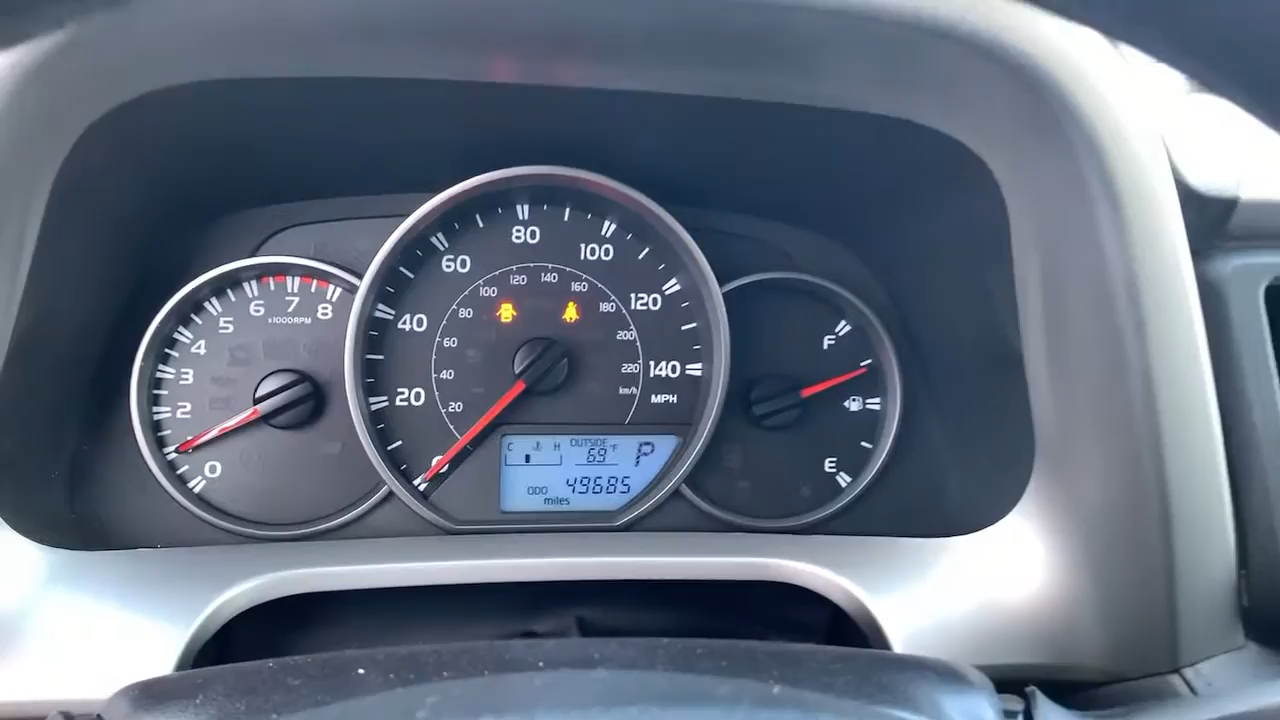 0 2 3 4 5 6 7 8
x1000RPM
0 20 40 60 80 100 120 140
MPH
20 40 60 80 100 120 140 160 180 200 220
km/h
C H
OUTSIDE
69°F
P
ODO 49685
miles
F
E